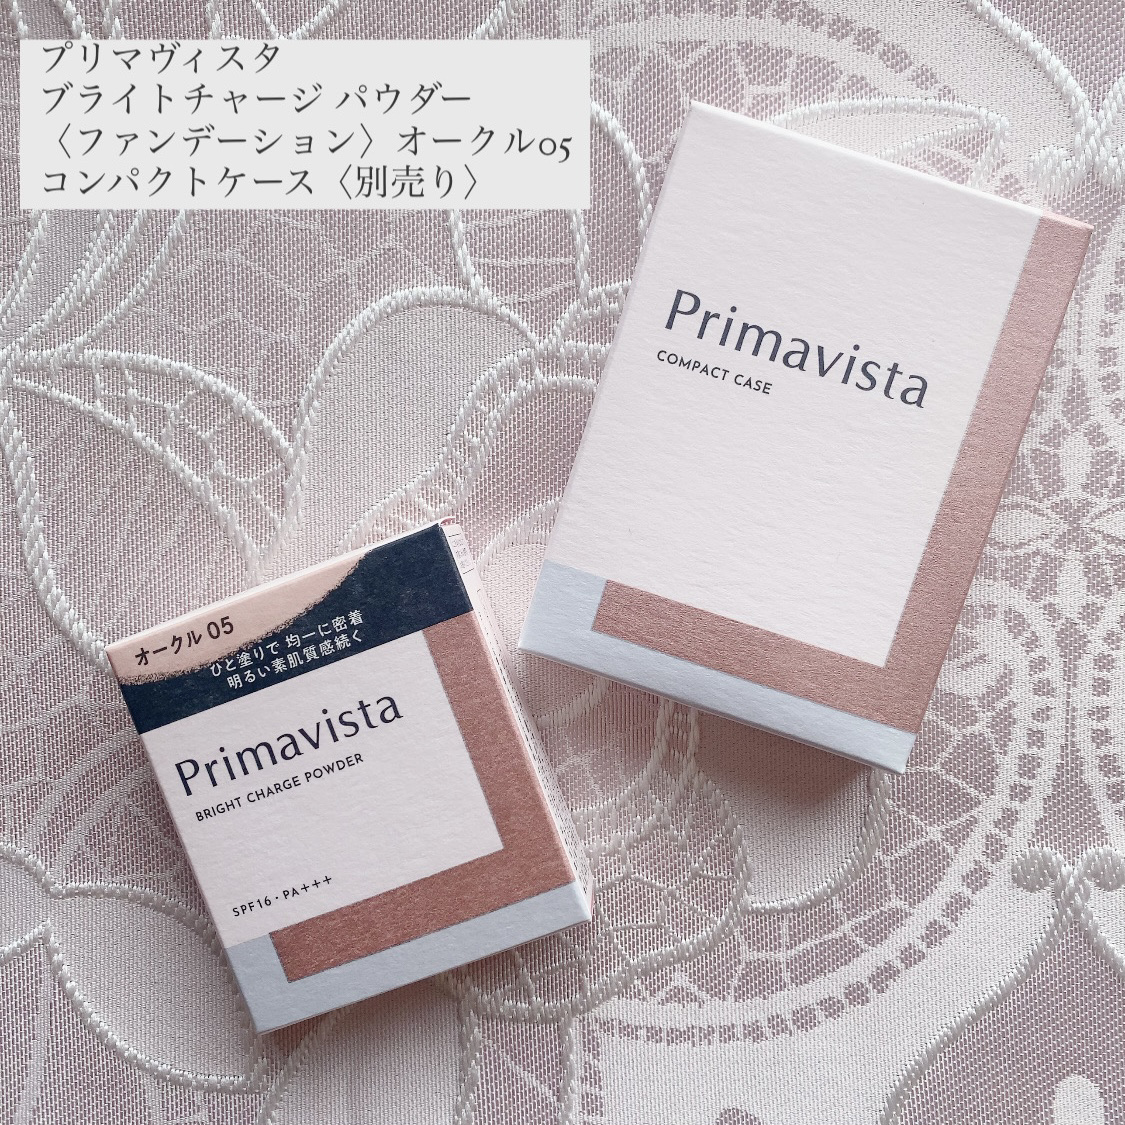 プリマヴィスタ
ブライトチャージ パウダー
〈ファンデーション〉オークル05
コンパクトケース〈別売り〉
Primavista
COMPACT CASE
オークル 05
ひと塗りで 均一に密着
明るい素肌質感続く
Primavista
BRIGHT CHARGE POWDER
SPF16・PA+++